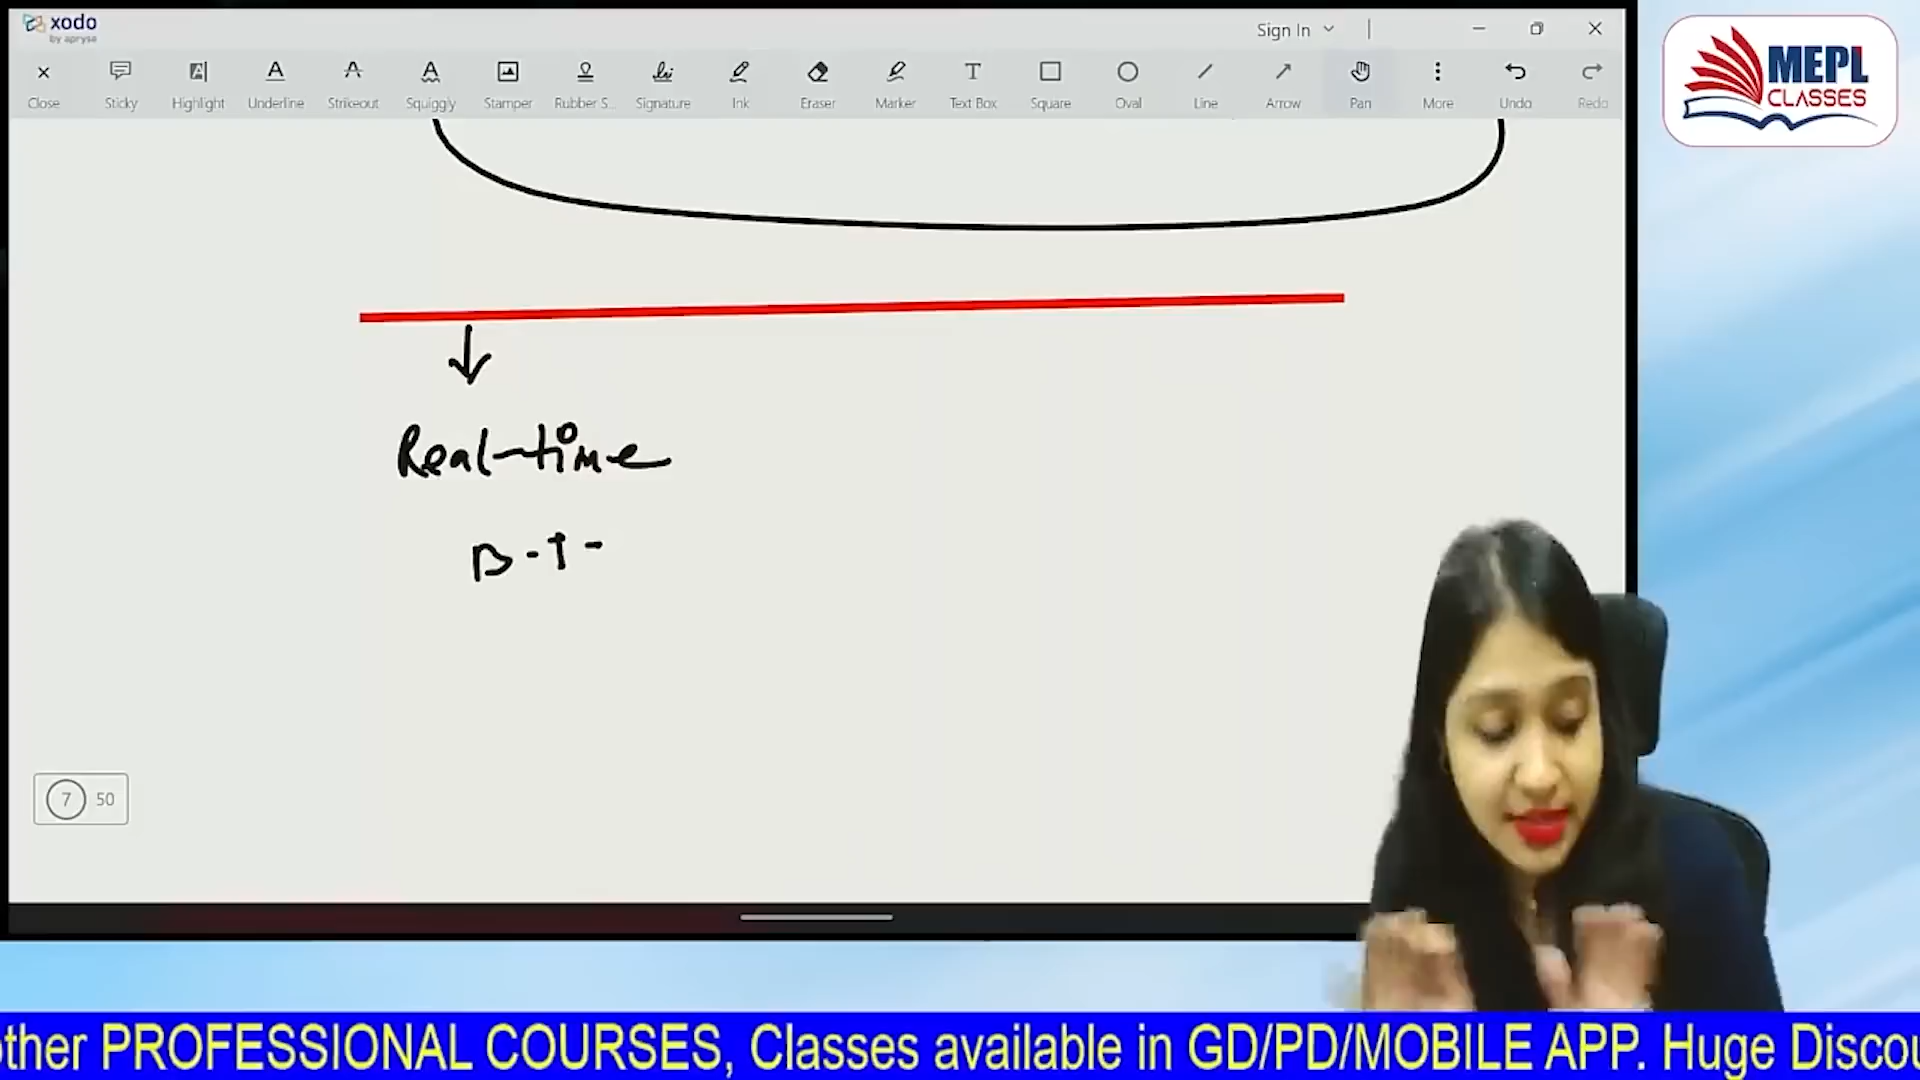 xodo
by apryse
Sign In
Close Sticky Highlight Underline Strikeout Squiggly Stamper Rubber S... Signature Ink Eraser Marker Text Box Square Oval Line Arrow Pan More Undo Redo
MEPL
CLASSES
Real-time
B-I-
7 50
other PROFESSIONAL COURSES, Classes available in GD/PD/MOBILE APP. Huge Discou